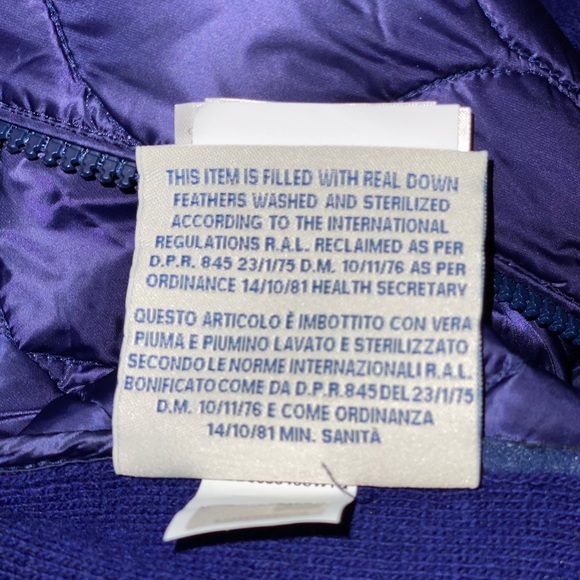 THIS ITEM IS FILLED WITH REAL DOWN
FEATHERS WASHED AND STERILIZED
ACCORDING TO THE INTERNATIONAL
REGULATIONS R.A.L. RECLAIMED AS PER
D.P.R. 845 23/1/75 D.M. 10/11/76 AS PER
ORDINANCE 14/10/81 HEALTH SECRETARY
QUESTO ARTICOLO È IMBOTTITO CON VERA
PIUMA E PIUMINO LAVATO E STERILIZZATO
SECONDO LE NORME INTERNAZIONALI R.A.L.
BONIFICATO COME DA D.P.R. 845 DEL 23/1/75
D.M. 10/11/76 E COME ORDINANZA
14/10/81 MIN. SANITÀ